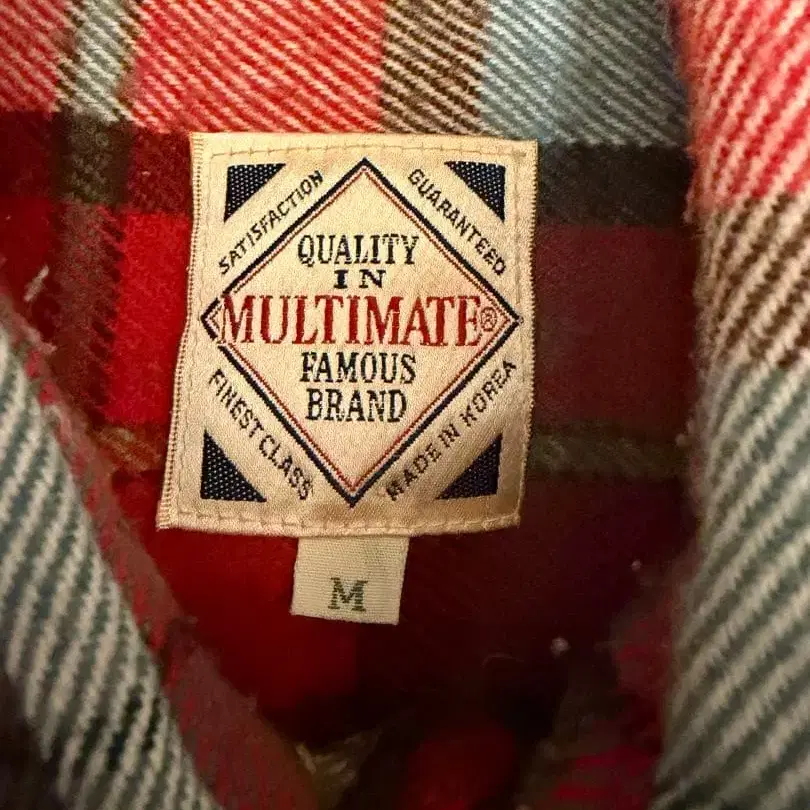 SATISFACTION
GUARANTEED
QUALITY
IN
MULTIMATE®
FAMOUS
BRAND
FINEST CLASS
MADE IN KOREA
M